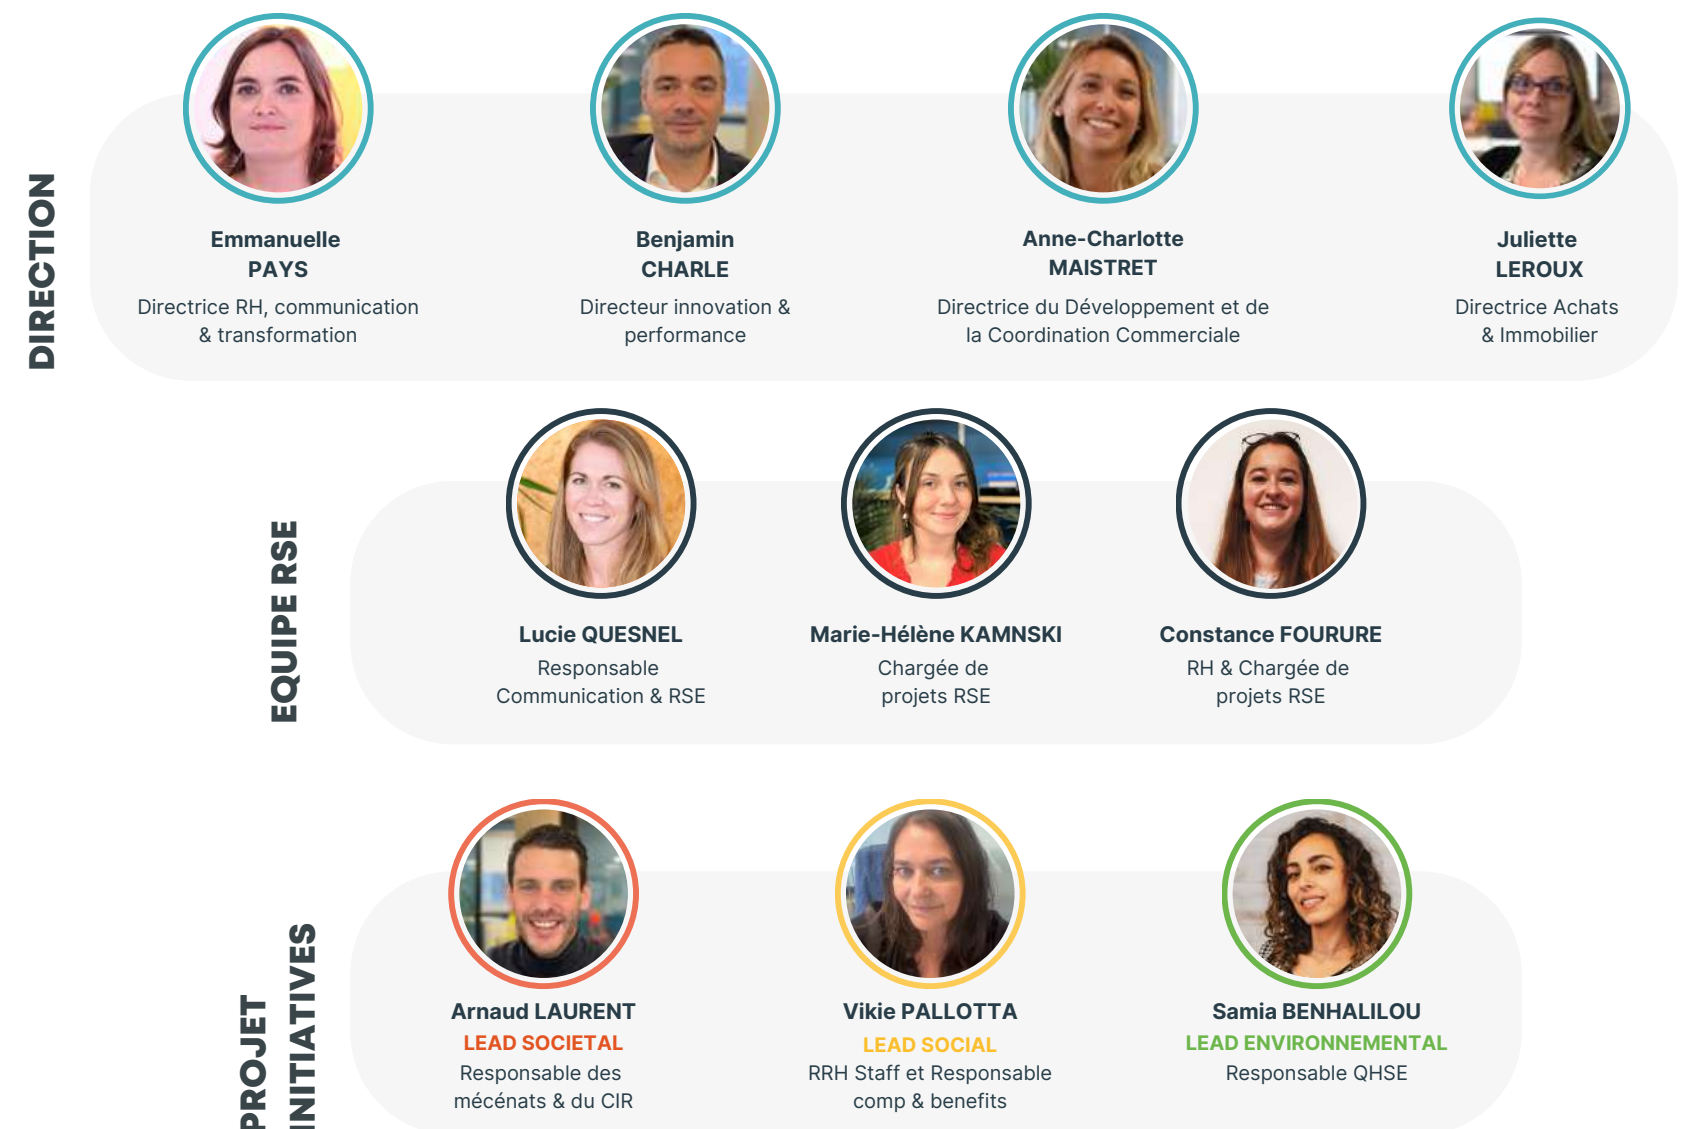 DIRECTION
Emmanuelle
PAYS
Directrice RH, communication
& transformation
Benjamin
CHARLE
Directeur innovation &
performance
Anne-Charlotte
MAISTRET
Directrice du Développement et de
la Coordination Commerciale
Juliette
LEROUX
Directrice Achats
& Immobilier
EQUIPE RSE
Lucie QUESNEL
Responsable
Communication & RSE
Marie-Hélène KAMNSKI
Chargée de
projets RSE
Constance FOURURE
RH & Chargée de
projets RSE
PROJET
INITIATIVES
Arnaud LAURENT
LEAD SOCIETAL
Responsable des
mécénats & du CIR
Vikie PALLOTTA
LEAD SOCIAL
RRH Staff et Responsable
comp & benefits
Samia BENHALILOU
LEAD ENVIRONNEMENTAL
Responsable QHSE